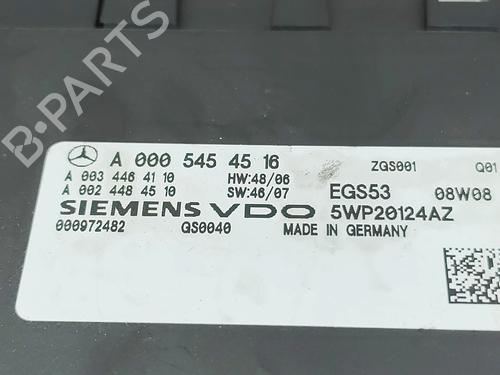 A 000 545 45 16
ZGS001
Q01
A 003 446 41 10
HW:48/06
A 002 448 45 10
SW:46/07
EGS53
08W08
SIEMENS VDO
5WP20124AZ
000972482
GS0040
MADE IN GERMANY
B-PARTS